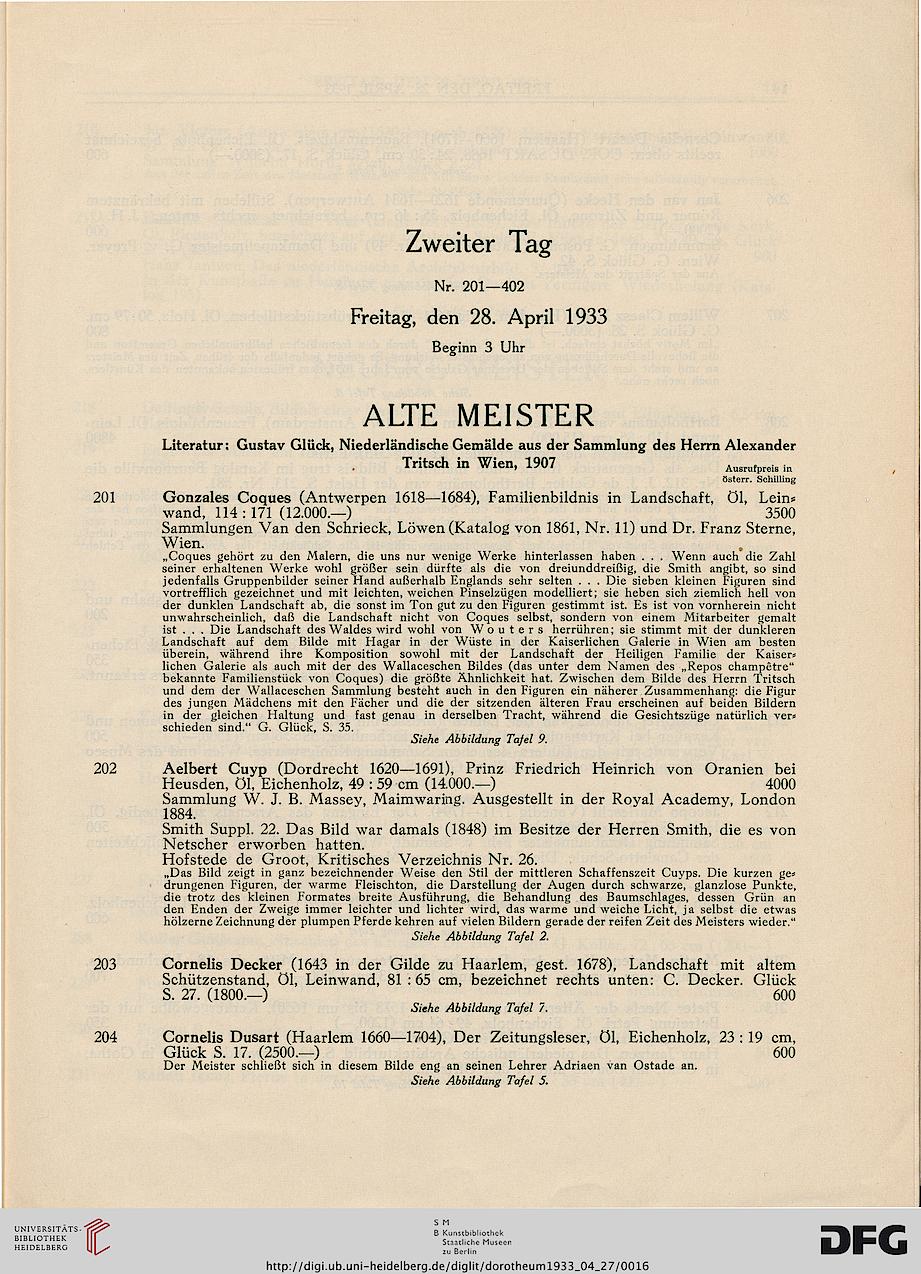 Zweiter Tag
Nr. 201—402
Freitag, den 28. April 1933
Beginn 3 Uhr
ALTE MEISTER
Literatur: Gustav Glück, Niederländische Gemälde aus der Sammlung des Herrn Alexander
Tritsch in Wien, 1907
Ausrufpreis in
österr. Schilling
201 Gonzales Coques (Antwerpen 1618—1684), Familienbildnis in Landschaft, Öl, Lein=
wand, 114 : 171 (12.000.—) 3500
Sammlungen Van den Schrieck, Löwen (Katalog von 1861, Nr. 11) und Dr. Franz Sterne,
Wien.
„Coques gehört zu den Malern, die uns nur wenige Werke hinterlassen haben . . . Wenn auch die Zahl
seiner erhaltenen Werke wohl größer sein dürfte als die von dreiunddreißig, die Smith angibt, so sind
jedenfalls Gruppenbilder seiner Hand außerhalb Englands sehr selten . . . Die sieben kleinen Figuren sind
vortrefflich gezeichnet und mit leichten, weichen Pinselzügen modelliert; sie heben sich ziemlich hell von
der dunklen Landschaft ab, die sonst im Ton gut zu den Figuren gestimmt ist. Es ist von vornherein nicht
unwahrscheinlich, daß die Landschaft nicht von Coques selbst, sondern von einem Mitarbeiter gemalt
ist . . . Die Landschaft des Waldes wird wohl von Wouters herrühren; sie stimmt mit der dunkleren
Landschaft auf dem Bilde mit Hagar in der Wüste in der Kaiserlichen Galerie in Wien am besten
überein, während ihre Komposition sowohl mit der Landschaft der Heiligen Familie der Kaiser=
lichen Galerie als auch mit der des Wallaceschen Bildes (das unter dem Namen des „Repos champêtre“
bekannte Familienstück von Coques) die größte Ähnlichkeit hat. Zwischen dem Bilde des Herrn Tritsch
und dem der Wallaceschen Sammlung besteht auch in den Figuren ein näherer Zusammenhang: die Figur
des jungen Mädchens mit den Fächer und die der sitzenden älteren Frau erscheinen auf beiden Bildern
in der gleichen Haltung und fast genau in derselben Tracht, während die Gesichtszüge natürlich ver=
schieden sind.“ G. Glück, S. 35.
Siehe Abbildung Tafel 9.
202 Aelbert Cuyp (Dordrecht 1620—1691), Prinz Friedrich Heinrich von Oranien bei
Heusden, Öl, Eichenholz, 49 : 59 cm (14.000.—) 4000
Sammlung W. J. B. Massey, Maimwaring. Ausgestellt in der Royal Academy, London
1884.
Smith Suppl. 22. Das Bild war damals (1848) im Besitze der Herren Smith, die es von
Netscher erworben hatten.
Hofstede de Groot, Kritisches Verzeichnis Nr. 26.
„Das Bild zeigt in ganz bezeichnender Weise den Stil der mittleren Schaffenszeit Cuyps. Die kurzen ge=
drungenen Figuren, der warme Fleischton, die Darstellung der Augen durch schwarze, glanzlose Punkte,
die trotz des kleinen Formates breite Ausführung, die Behandlung des Baumschlages, dessen Grün an
den Enden der Zweige immer leichter und lichter wird, das warme und weiche Licht, ja selbst die etwas
hölzerne Zeichnung der plumpen Pferde kehren auf vielen Bildern gerade der reifen Zeit des Meisters wieder.“
Siehe Abbildung Tafel 2.
203 Cornelis Decker (1643 in der Gilde zu Haarlem, gest. 1678), Landschaft mit altem
Schützenstand, Öl, Leinwand, 81 : 65 cm, bezeichnet rechts unten: C. Decker. Glück
S. 27. (1800.—) 600
Siehe Abbildung Tafel 7.
204 Cornelis Dusart (Haarlem 1660—1704), Der Zeitungsleser, Öl, Eichenholz, 23 : 19 cm,
Glück S. 17. (2500.—) 600
Der Meister schließt sich in diesem Bilde eng an seinen Lehrer Adriaen van Ostade an.
Siehe Abbildung Tafel 5.
UNIVERSITÄTS-
BIBLIOTHEK
HEIDELBERG
S M
B Kunstbibliothek
Staatliche Museen
zu Berlin
DFG
http://digi.ub.uni-heidelberg.de/diglit/dorotheum1933_04_27/0016